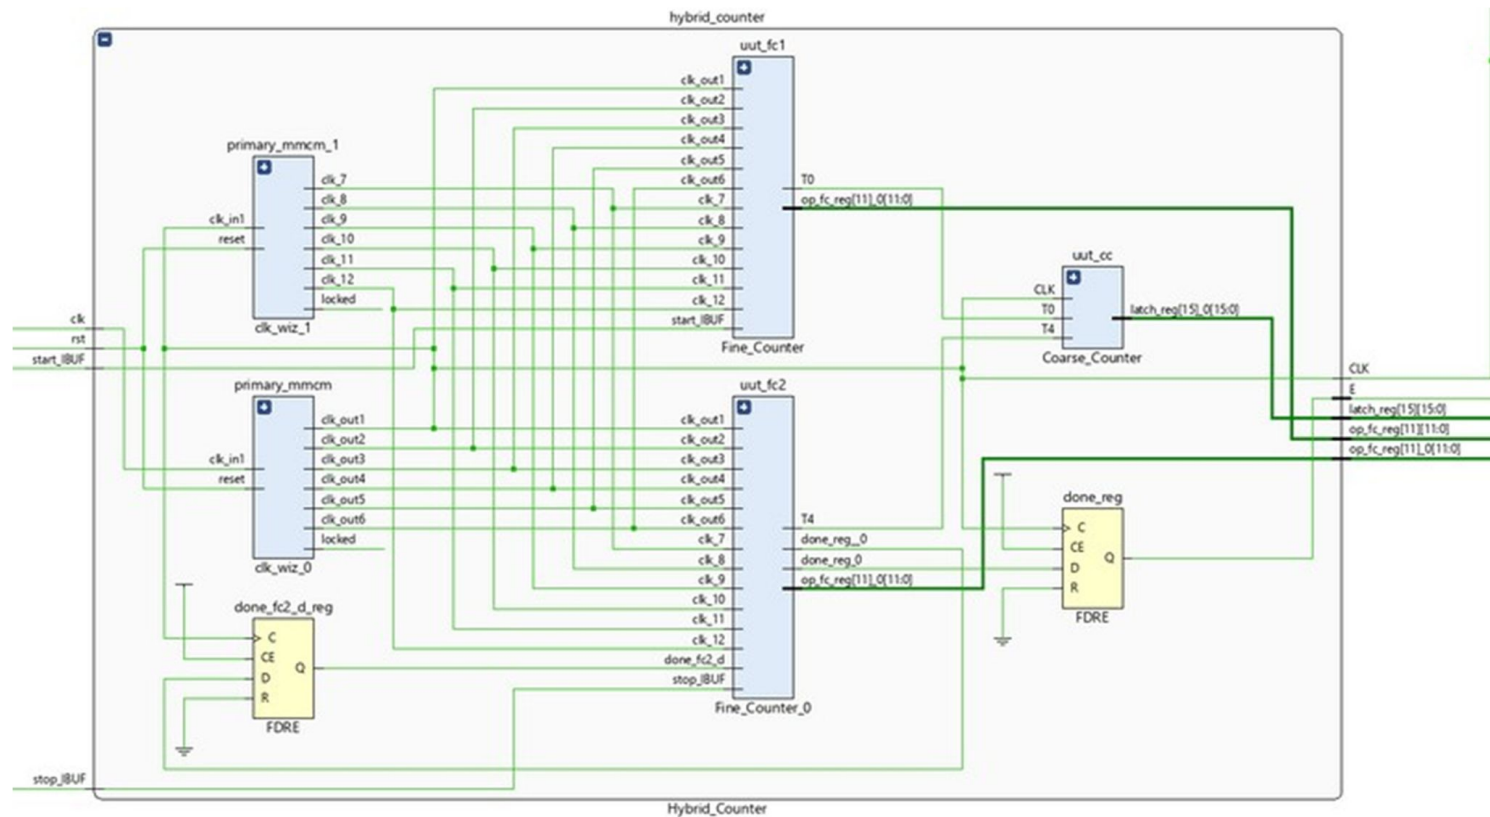 hybrid_counter
uut_fc1
clk_out1
clk_out2
clk_out3
clk_out4
clk_out5
clk_out6
clk_7
clk_8
clk_9
clk_10
clk_11
clk_12
start_IBUF
T0
op_fc_reg[11]_0[11:0]
Fine_Counter
primary_mmcm_1
clk_in1
reset
clk_7
clk_8
clk_9
clk_10
clk_11
clk_12
locked
clk_wiz_1
uut_cc
CLK
T0
T4
latch_reg[15]_0[15:0]
Coarse_Counter
clk
rst
start_IBUF
primary_mmcm
clk_in1
reset
clk_out1
clk_out2
clk_out3
clk_out4
clk_out5
clk_out6
locked
clk_wiz_0
uut_fc2
clk_out1
clk_out2
clk_out3
clk_out4
clk_out5
clk_out6
clk_7
clk_8
clk_9
clk_10
clk_11
clk_12
done_fc2_d
stop_IBUF
T4
done_reg__0
done_reg_0
op_fc_reg[11]_0[11:0]
Fine_Counter_0
CLK
E
latch_reg[15][15:0]
op_fc_reg[11][11:0]
op_fc_reg[11]_0[11:0]
done_reg
C
CE
D
R
Q
FDRE
done_fc2_d_reg
C
CE
D
R
Q
FDRE
stop_IBUF
Hybrid_Counter